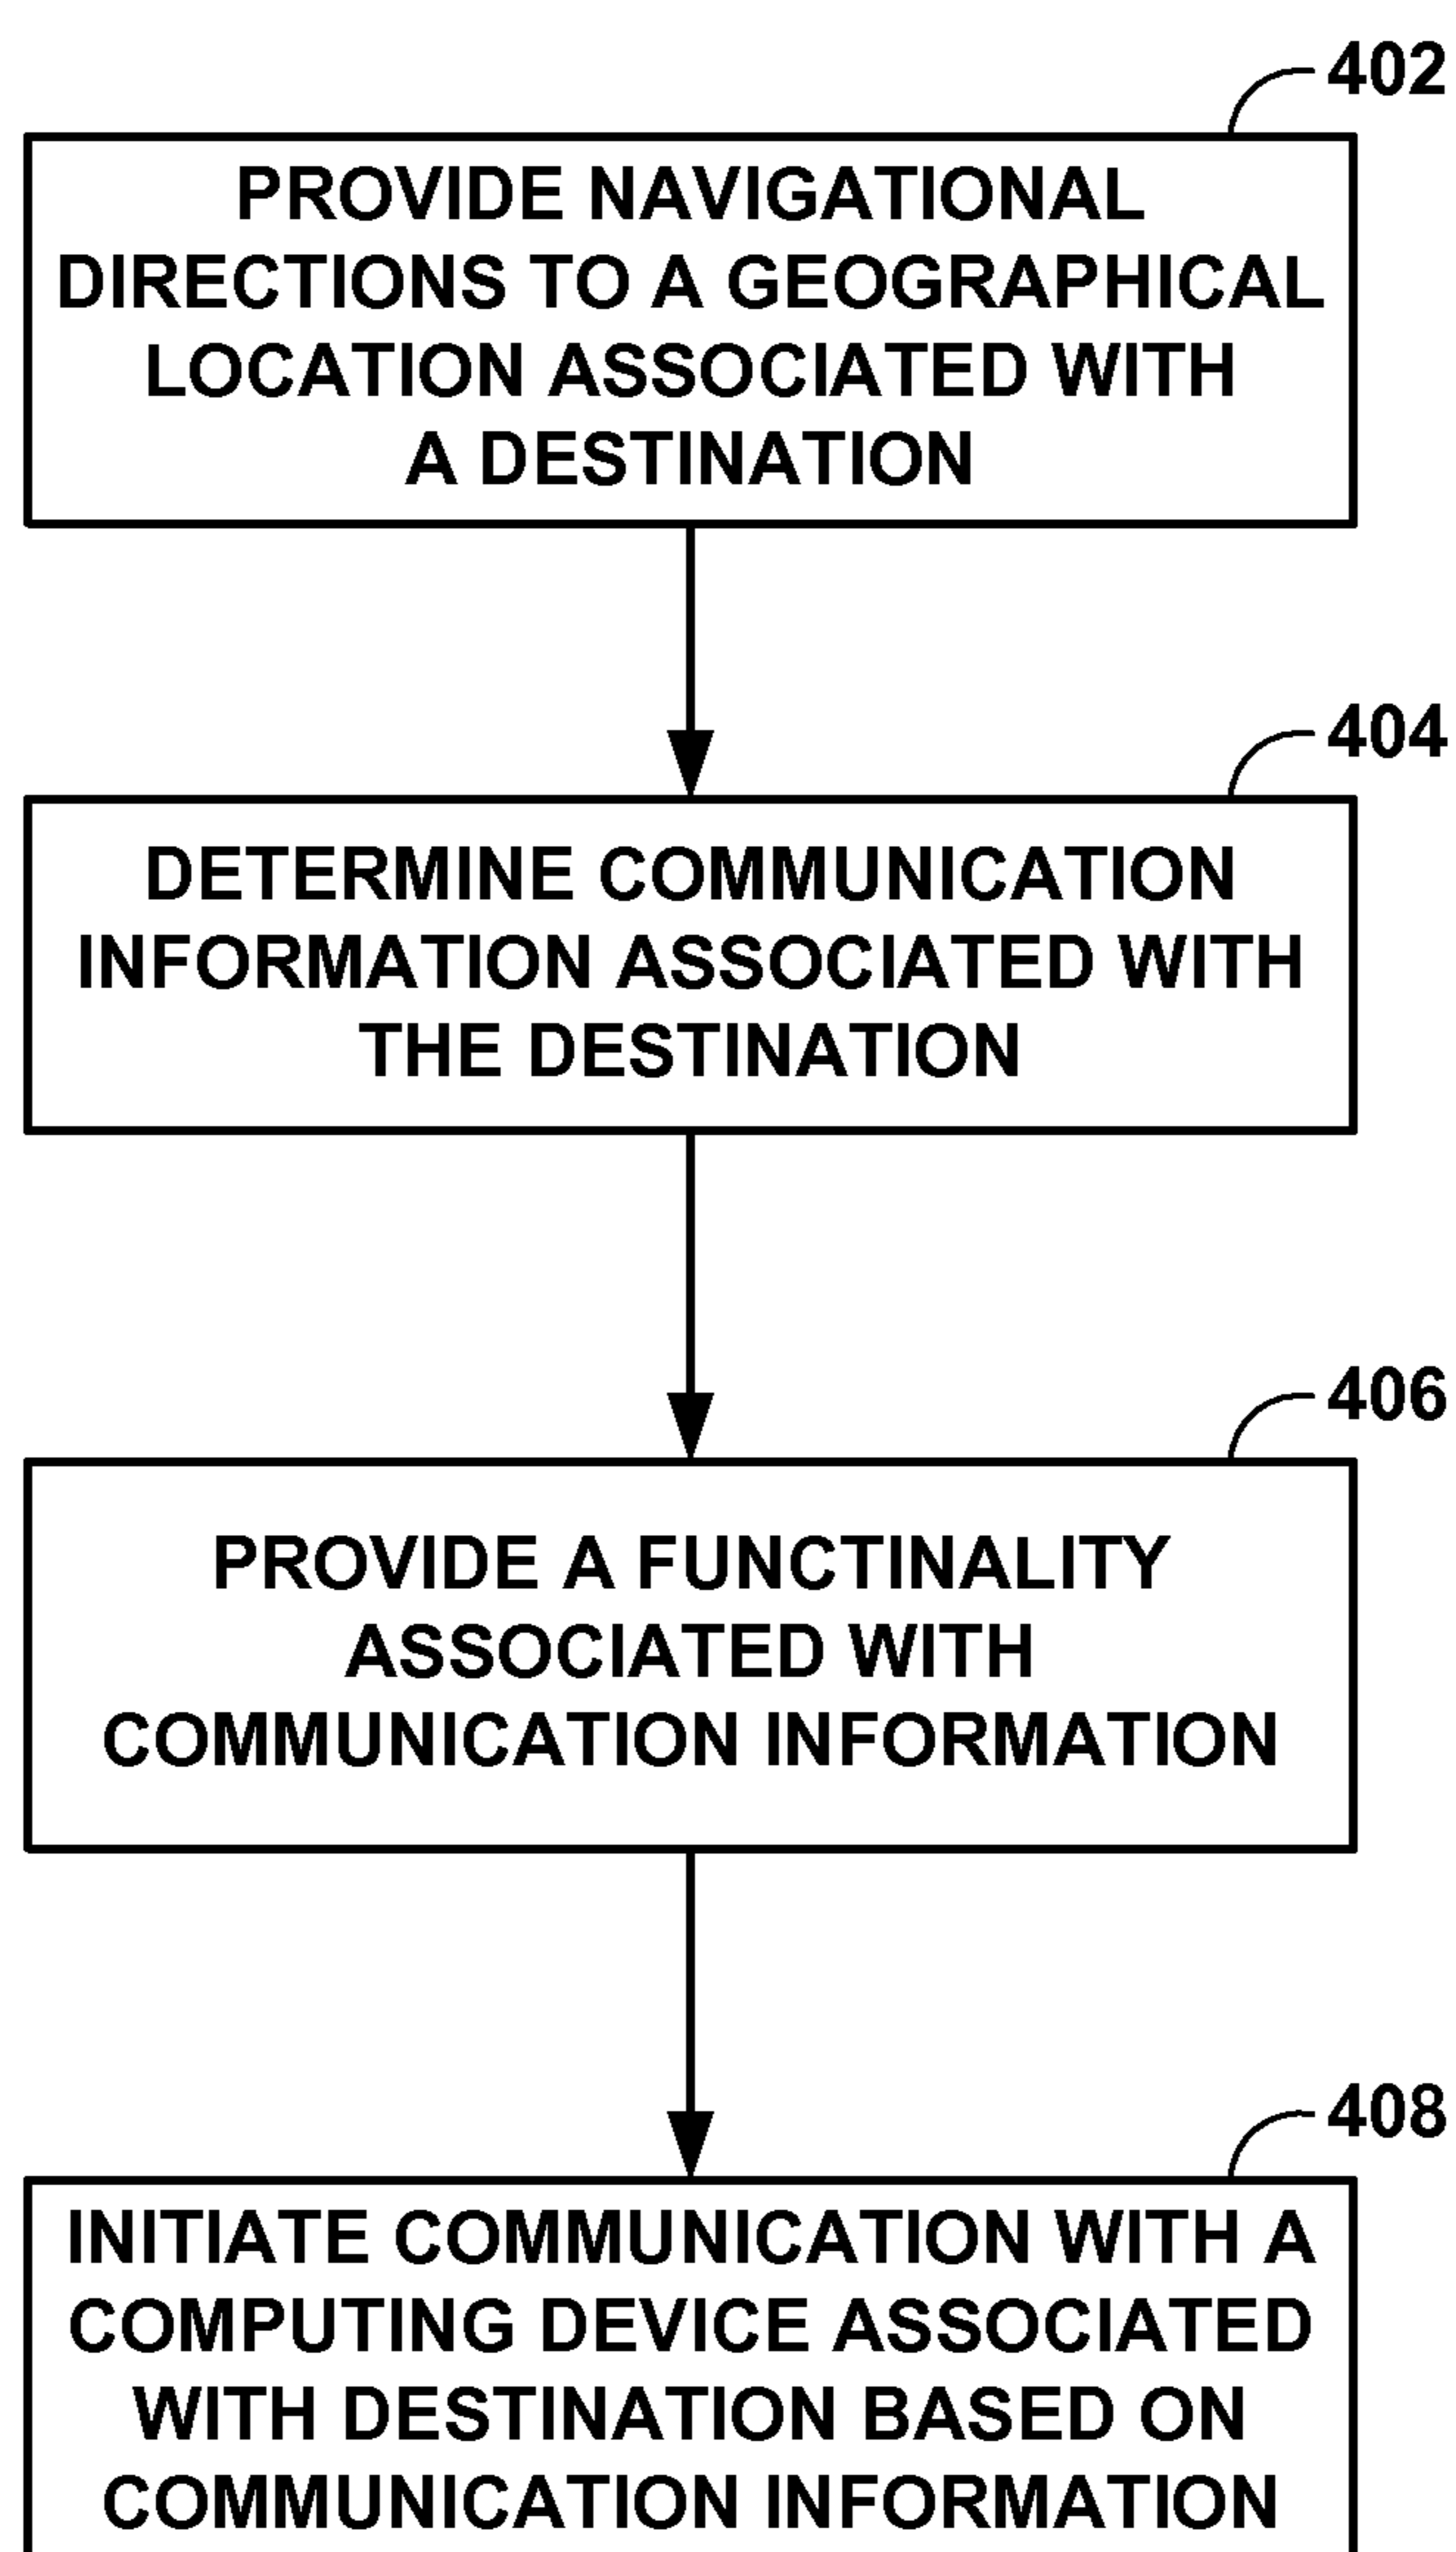 402
PROVIDE NAVIGATIONAL
DIRECTIONS TO A GEOGRAPHICAL
LOCATION ASSOCIATED WITH
A DESTINATION
404
DETERMINE COMMUNICATION
INFORMATION ASSOCIATED WITH
THE DESTINATION
406
PROVIDE A FUNCTINALITY
ASSOCIATED WITH
COMMUNICATION INFORMATION
408
INITIATE COMMUNICATION WITH A
COMPUTING DEVICE ASSOCIATED
WITH DESTINATION BASED ON
COMMUNICATION INFORMATION